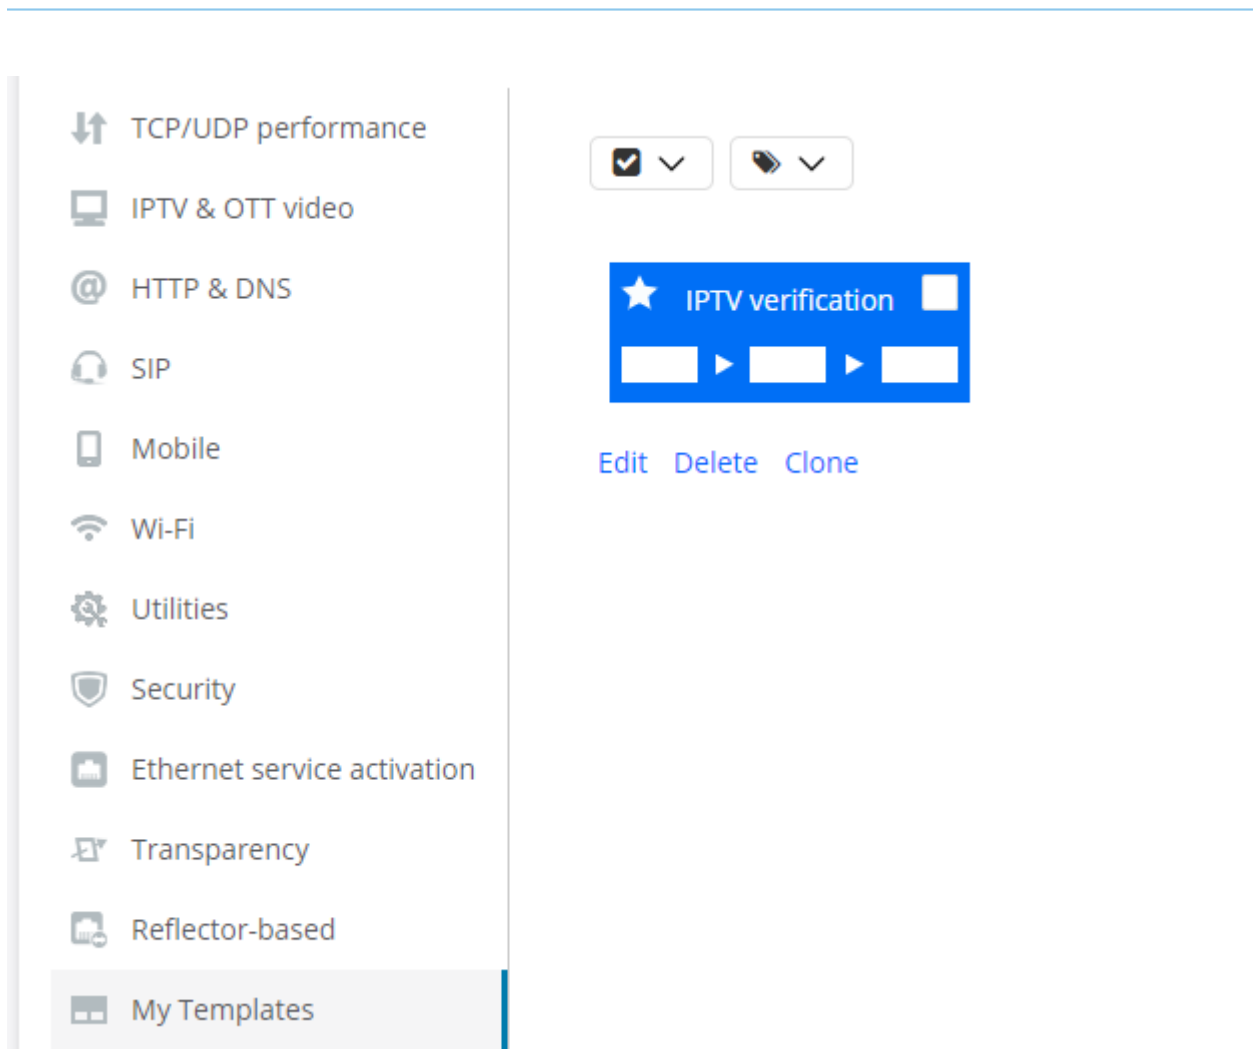 TCP/UDP performance
IPTV & OTT video
HTTP & DNS
SIP
Mobile
Wi-Fi
Utilities
Security
Ethernet service activation
Transparency
Reflector-based
My Templates
IPTV verification
Edit Delete Clone